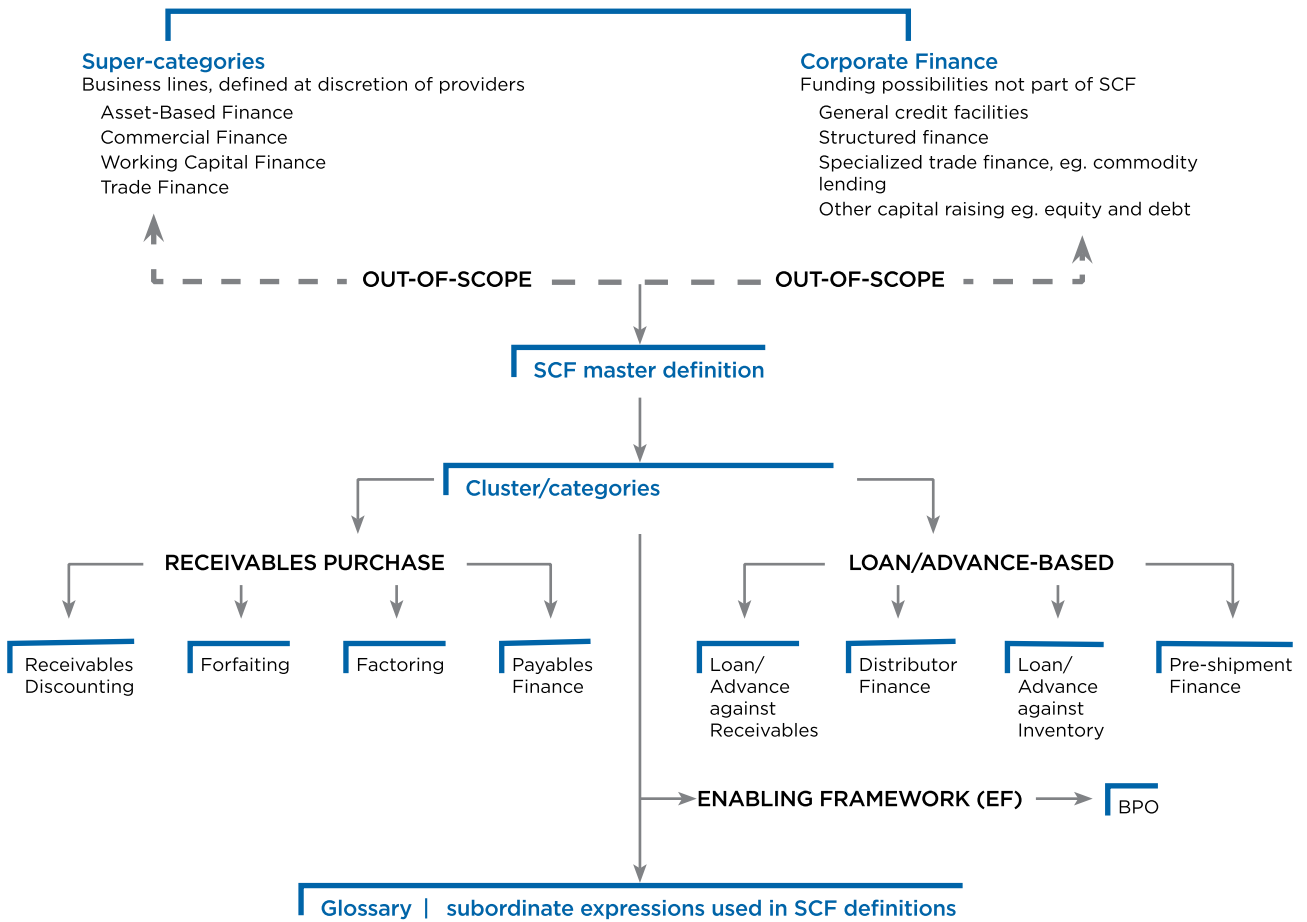 Super-categories
Business lines, defined at discretion of providers
Asset-Based Finance
Commercial Finance
Working Capital Finance
Trade Finance
Corporate Finance
Funding possibilities not part of SCF
General credit facilities
Structured finance
Specialized trade finance, eg. commodity
lending
Other capital raising eg. equity and debt
OUT-OF-SCOPE
OUT-OF-SCOPE
SCF master definition
Cluster/categories
RECEIVABLES PURCHASE
LOAN/ADVANCE-BASED
Receivables
Discounting
Forfaiting
Factoring
Payables
Finance
Loan/
Advance
against
Receivables
Distributor
Finance
Loan/
Advance
against
Inventory
Pre-shipment
Finance
ENABLING FRAMEWORK (EF)
BPO
Glossary | subordinate expressions used in SCF definitions